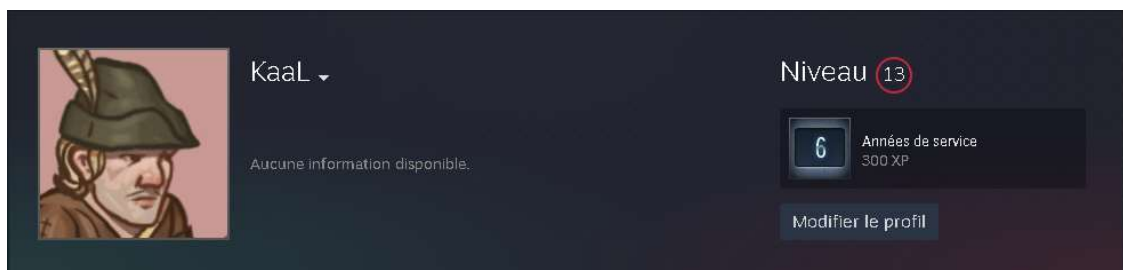 KaaL
Aucune information disponible.
Niveau 13
6
Années de service
300 XP
Modifier le profil